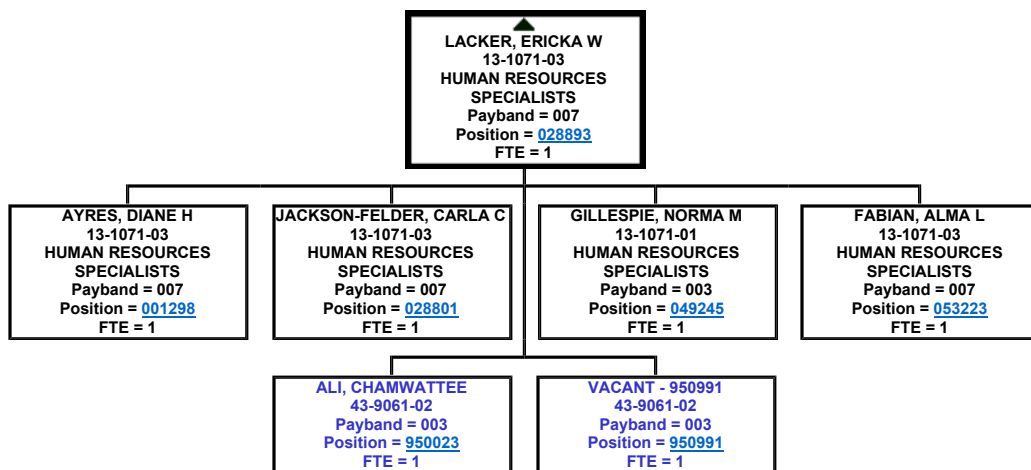 LACKER, ERICKA W
13-1071-03
HUMAN RESOURCES
SPECIALISTS
Payband = 007
Position = 028893
FTE = 1
AYRES, DIANE H
13-1071-03
HUMAN RESOURCES
SPECIALISTS
Payband = 007
Position = 001298
FTE = 1
JACKSON-FELDER, CARLA C
13-1071-03
HUMAN RESOURCES
SPECIALISTS
Payband = 007
Position = 028801
FTE = 1
GILLESPIE, NORMA M
13-1071-01
HUMAN RESOURCES
SPECIALISTS
Payband = 003
Position = 049245
FTE = 1
FABIAN, ALMA L
13-1071-03
HUMAN RESOURCES
SPECIALISTS
Payband = 007
Position = 053223
FTE = 1
ALI, CHAMWATTEE
43-9061-02
Payband = 003
Position = 950023
FTE = 1
VACANT - 950991
43-9061-02
Payband = 003
Position = 950991
FTE = 1